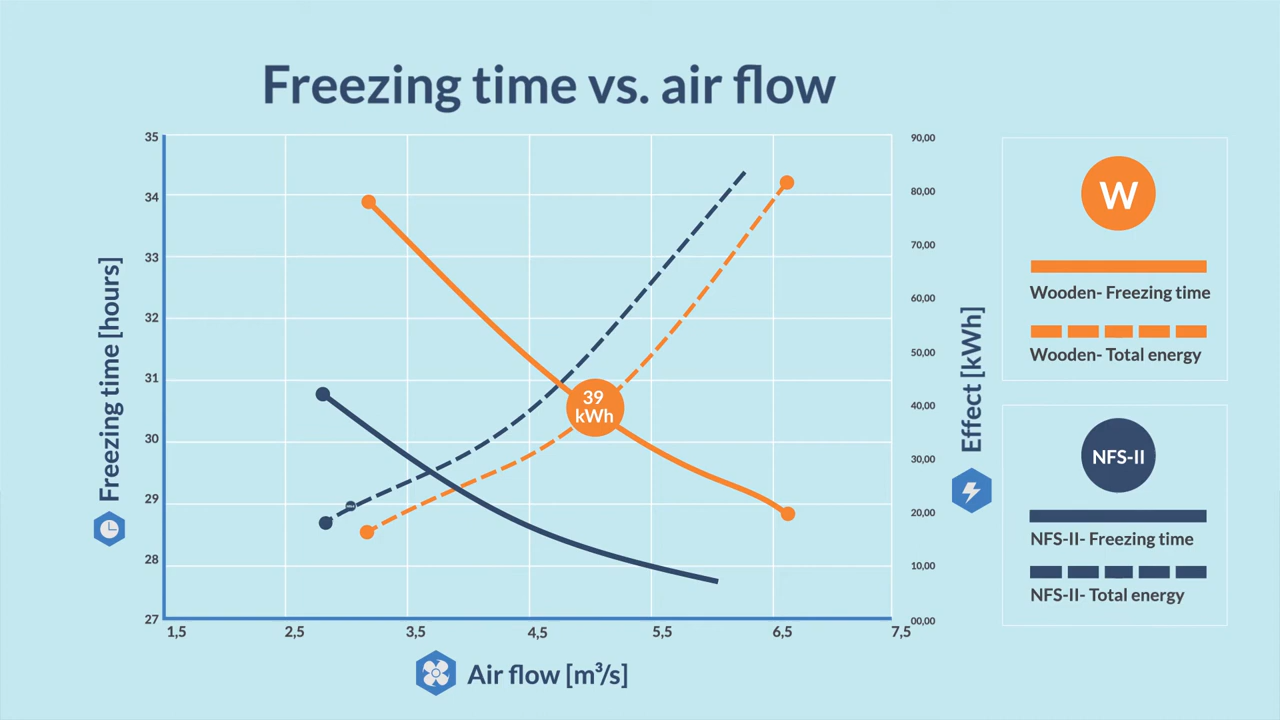 Freezing time vs. air flow
35
34
33
32
31
30
29
28
27
Freezing time [hours]
1,5
2,5
3,5
4,5
5,5
6,5
7,5
Air flow [m³/s]
39
kWh
90,00
80,00
70,00
60,00
50,00
40,00
30,00
20,00
10,00
00,00
Effect [kWh]
W
Wooden- Freezing time
Wooden- Total energy
NFS-II
NFS-II- Freezing time
NFS-II- Total energy